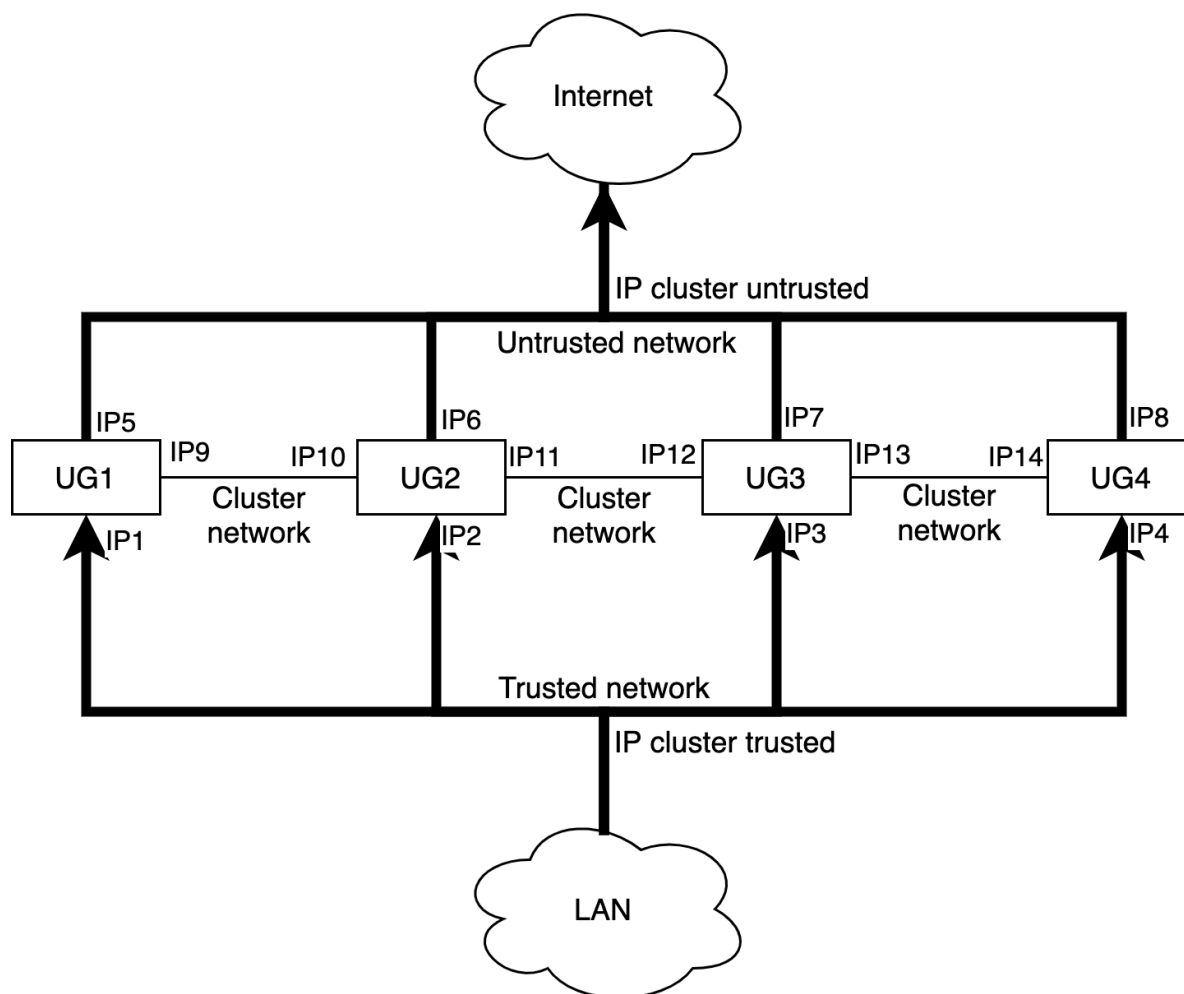 Internet
IP cluster untrusted
Untrusted network
IP5
IP6
IP7
IP8
UG1
IP9
IP10
UG2
IP11
IP12
UG3
IP13
IP14
UG4
Cluster
network
Cluster
network
Cluster
network
IP1
IP2
IP3
IP4
Trusted network
IP cluster trusted
LAN